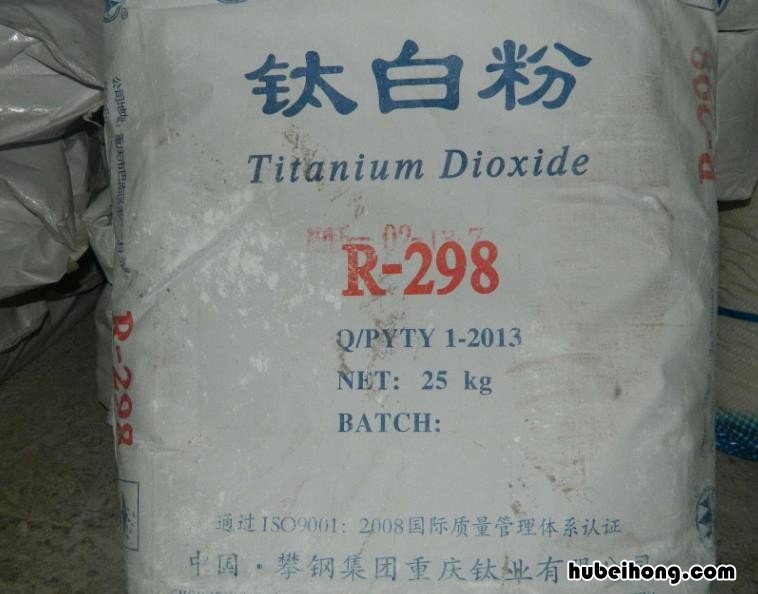 钛白粉
Titanium Dioxide
R-298
Q/PYTY 1-2013
NET: 25 kg
BATCH:
通过ISO9001: 2008国际质量管理体系认证
中国·攀钢集团重庆钛业有限公司
R-298
R-298
hubeihong.com